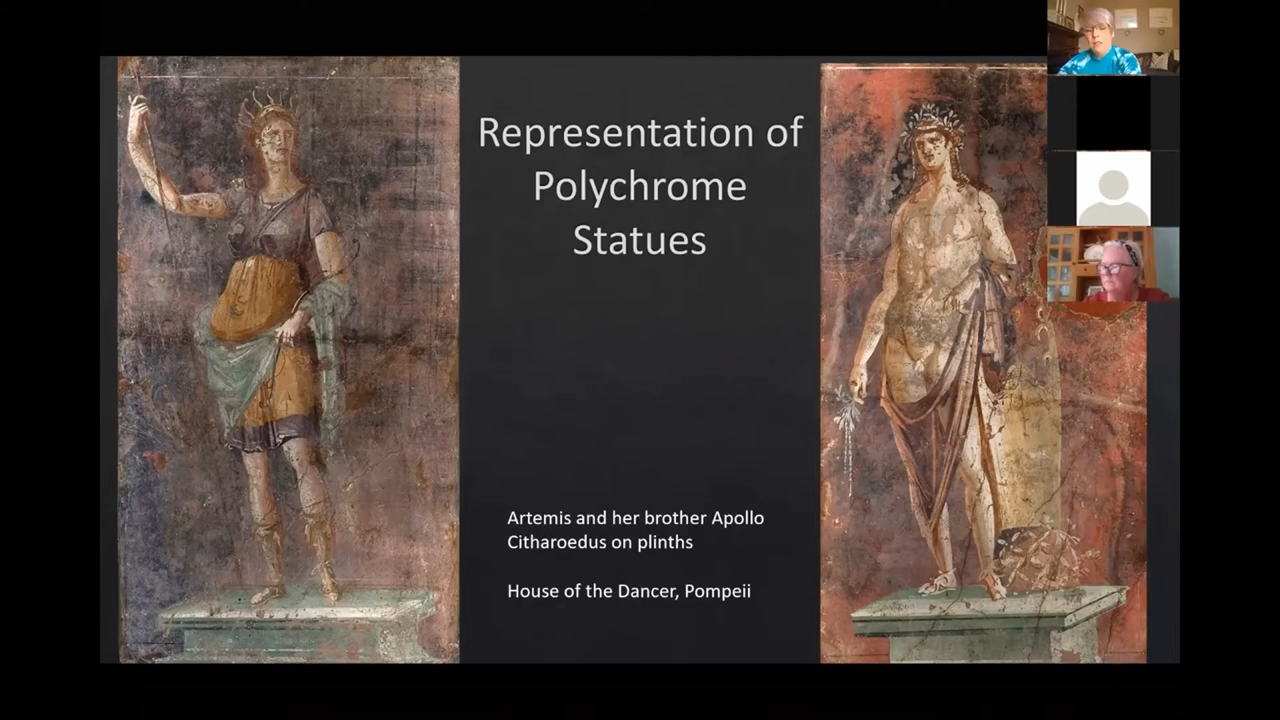 Representation of
Polychrome
Statues
Artemis and her brother Apollo
Citharoedus on plinths
House of the Dancer, Pompeii